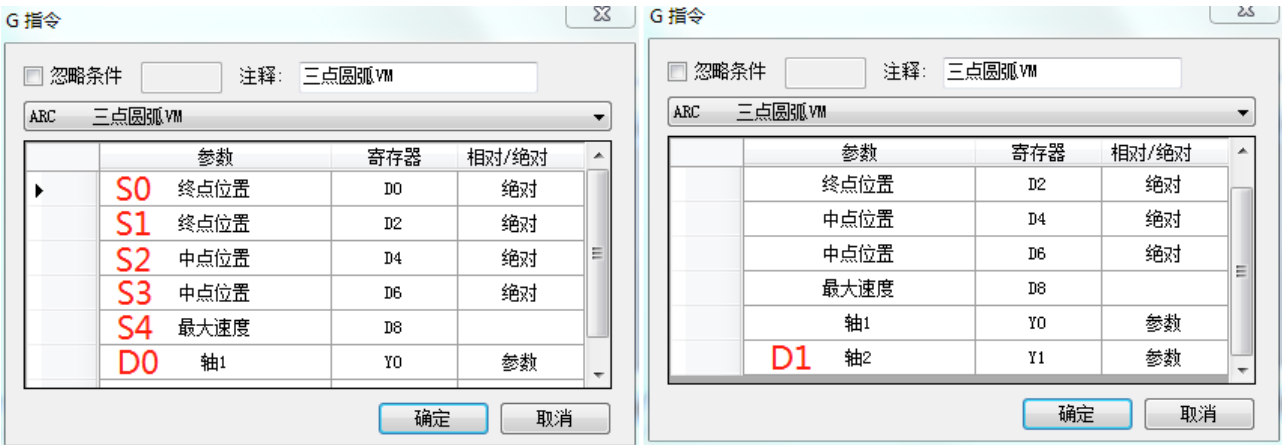 G 指令
忽略条件 注释: 三点圆弧VM
ARC 三点圆弧VM
参数 寄存器 相对/绝对
S0 终点位置 D0 绝对
S1 终点位置 D2 绝对
S2 中点位置 D4 绝对
S3 中点位置 D6 绝对
S4 最大速度 D8
D0 轴1 Y0 参数
确定 取消
G 指令
忽略条件 注释: 三点圆弧VM
ARC 三点圆弧VM
参数 寄存器 相对/绝对
终点位置 D2 绝对
中点位置 D4 绝对
中点位置 D6 绝对
最大速度 D8
轴1 Y0 参数
D1 轴2 Y1 参数
确定 取消